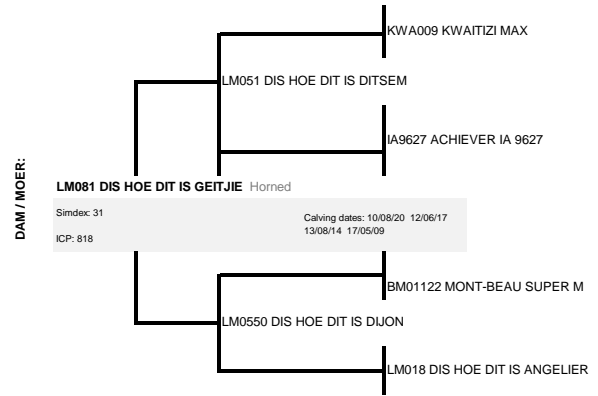 KWA009 KWAITIZI MAX
LM051 DIS HOE DIT IS DITSEM
IA9627 ACHIEVER IA 9627
DAM / MOER:
LM081 DIS HOE DIT IS GEITJIE Horned
Simdex: 31
Calving dates: 10/08/20 12/06/17
13/08/14 17/05/09
ICP: 818
BM01122 MONT-BEAU SUPER M
LM0550 DIS HOE DIT IS DIJON
LM018 DIS HOE DIT IS ANGELIER